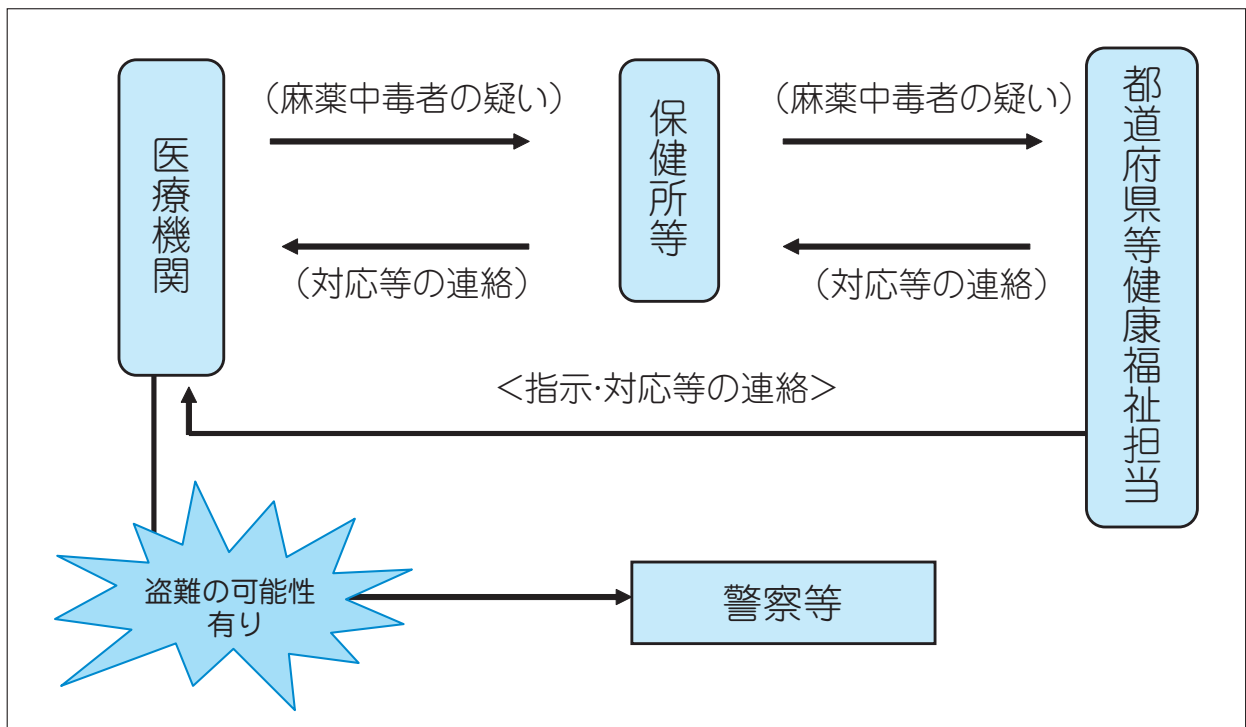 医療機関
(麻薬中毒者の疑い)
(対応等の連絡)
保健所等
(麻薬中毒者の疑い)
(対応等の連絡)
都道府県等健康福祉担当
<指示・対応等の連絡>
盗難の可能性
有り
警察等